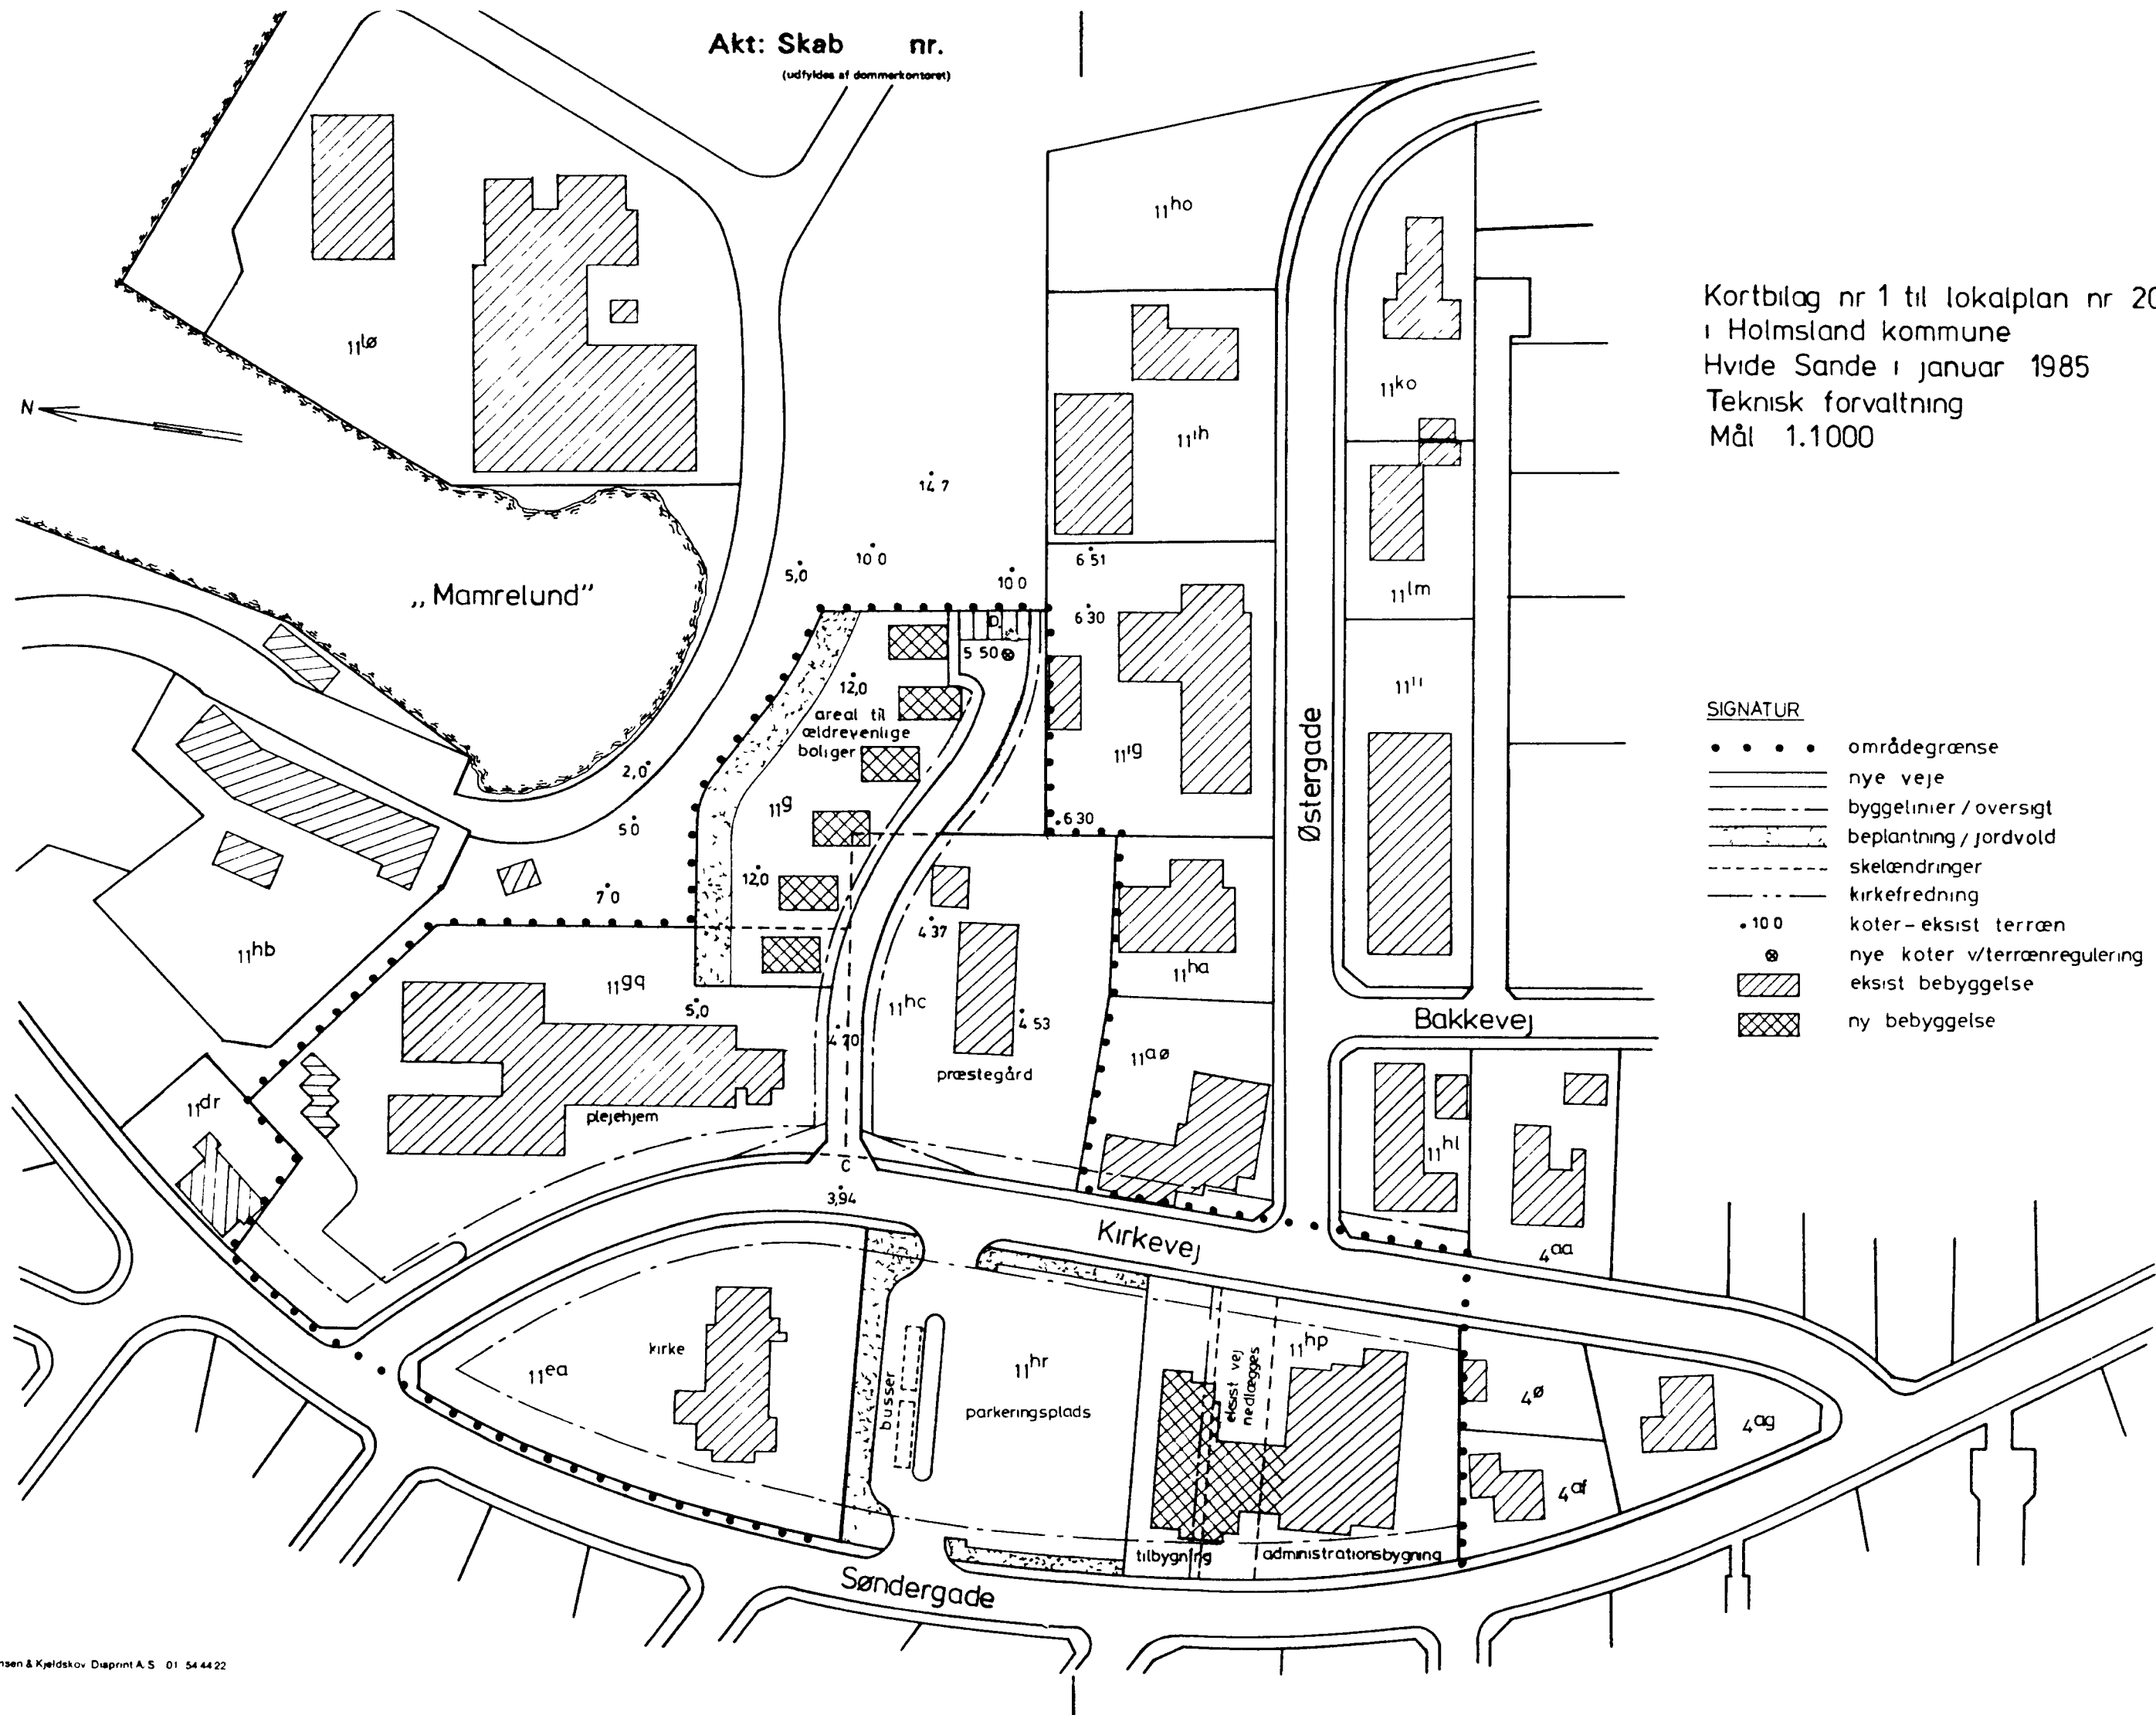 Akt: Skab nr.
(udfyldes af dommerkontoret)
Kortbilag nr 1 til lokalplan nr 20
i Holmsland kommune
Hvide Sande i januar 1985
Teknisk forvaltning
Mål 1.1000
N
11lø
„Mamrelund”
11ho
11ih
11ko
11lm
11li
11ig
Østergade
14 7
10 0
5,0
10 0
6 51
6 30
D
5 50
12,0
areal til
ældrevenlige
boliger
11g
2,0
5 0
7 0
12,0
.6 30
4 37
11hb
11gq
5,0
11hc
4 53
4 70
11ha
11aø
præstegård
plejehjem
11dr
Bakkevej
11hl
4aa
C
3,94
Kirkevej
kirke
11ea
busser
11hr
parkeringsplads
eksist vej
nedlægges
11hp
4ø
4ag
4af
tilbygning
administrationsbygning
Søndergade
SIGNATUR
områdegrænse
nye veje
byggelinier / oversigt
beplantning / jordvold
skelændringer
kirkefredning
.10 0 koter-eksist terræn
nye koter v/terrænregulering
eksist bebyggelse
ny bebyggelse
nsen & Kjeldskov Disprint A.S 01 54 44 22